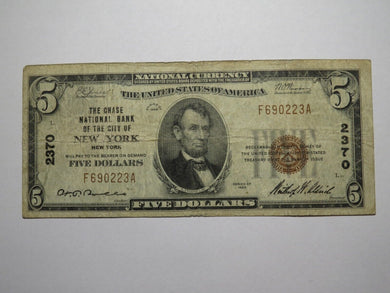 NATIONAL CURRENCY
5
THE UNITED STATES OF AMERICA
5
THE CHASE
NATIONAL BANK
OF THE CITY OF
NEW YORK
NEW YORK
WILL PAY TO THE BEARER ON DEMAND
FIVE DOLLARS
F690223A
F690223A
2370
2370
FIVE
SERIES OF
5
FIVE DOLLARS
5